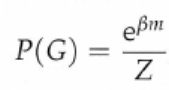 P(G) = e^{βm} / Z